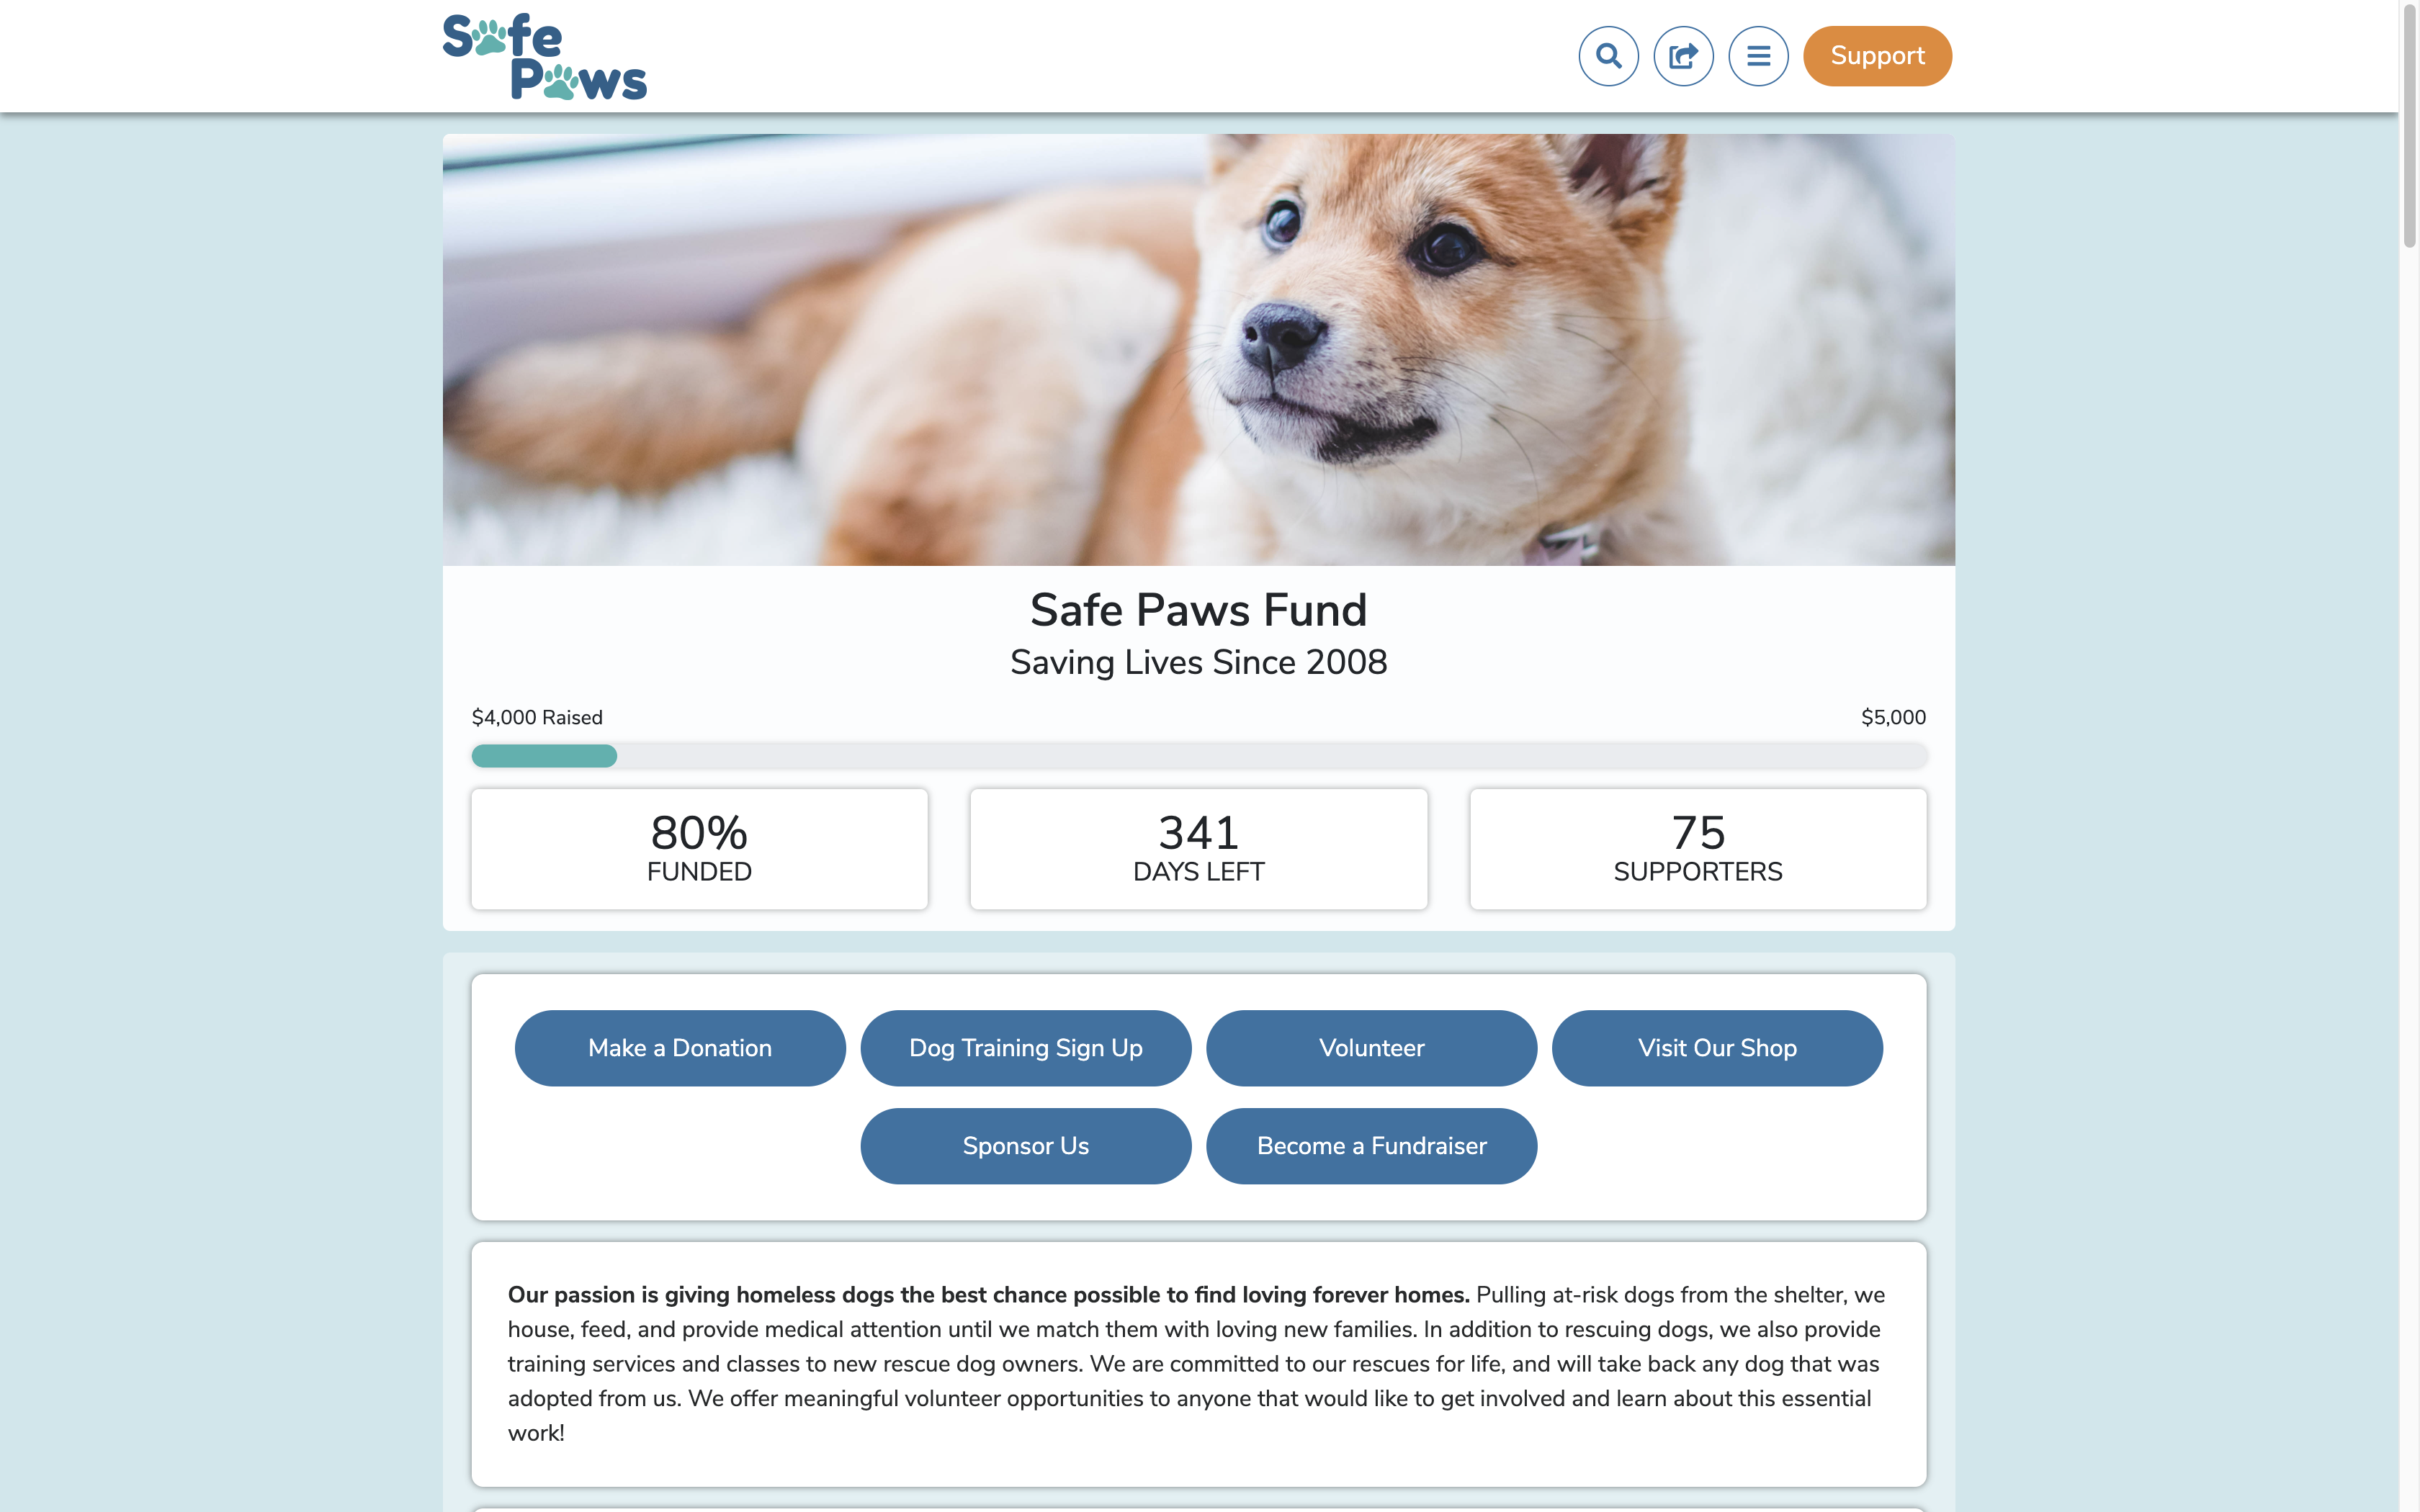 Safe
Paws
Support
Safe Paws Fund
Saving Lives Since 2008
$4,000 Raised
$5,000
80%
FUNDED
341
DAYS LEFT
75
SUPPORTERS
Make a Donation
Dog Training Sign Up
Volunteer
Visit Our Shop
Sponsor Us
Become a Fundraiser
Our passion is giving homeless dogs the best chance possible to find loving forever homes. Pulling at-risk dogs from the shelter, we
house, feed, and provide medical attention until we match them with loving new families. In addition to rescuing dogs, we also provide
training services and classes to new rescue dog owners. We are committed to our rescues for life, and will take back any dog that was
adopted from us. We offer meaningful volunteer opportunities to anyone that would like to get involved and learn about this essential
work!